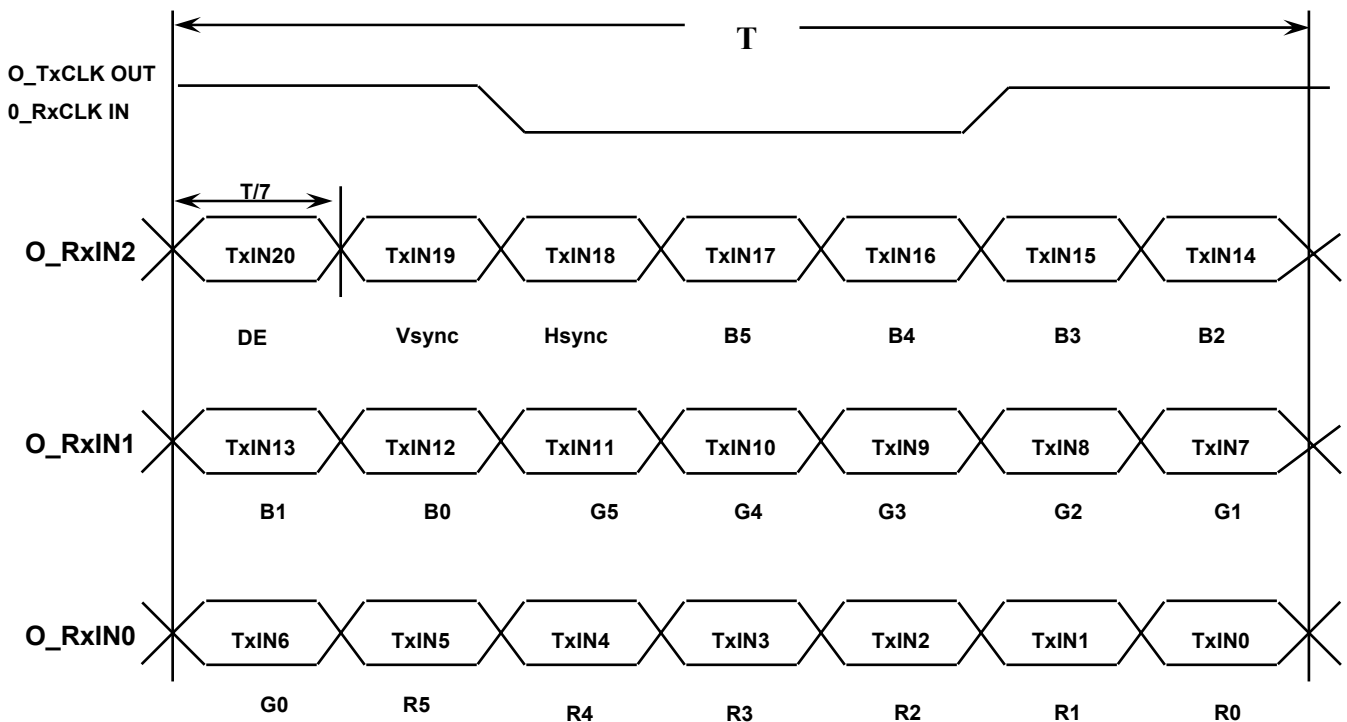 T
O_TxCLK OUT
0_RxCLK IN
T/7
O_RxIN2 TxIN20 TxIN19 TxIN18 TxIN17 TxIN16 TxIN15 TxIN14
DE Vsync Hsync B5 B4 B3 B2
O_RxIN1 TxIN13 TxIN12 TxIN11 TxIN10 TxIN9 TxIN8 TxIN7
B1 B0 G5 G4 G3 G2 G1
O_RxIN0 TxIN6 TxIN5 TxIN4 TxIN3 TxIN2 TxIN1 TxIN0
G0 R5 R4 R3 R2 R1 R0